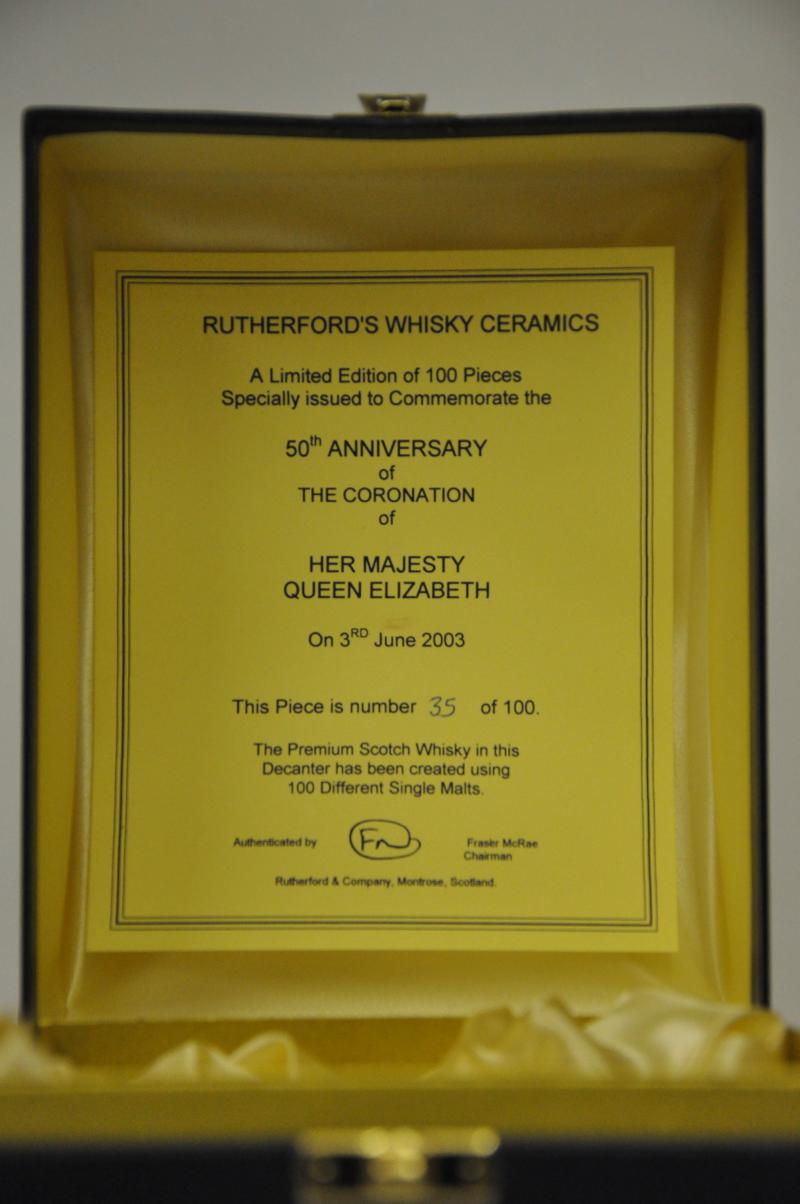 RUTHERFORD'S WHISKY CERAMICS
A Limited Edition of 100 Pieces
Specially issued to Commemorate the
50th ANNIVERSARY
of
THE CORONATION
of
HER MAJESTY
QUEEN ELIZABETH
On 3RD June 2003
This Piece is number 35 of 100.
The Premium Scotch Whisky in this
Decanter has been created using
100 Different Single Malts.
Authenticated by Fraser McRae
Chairman
Rutherford & Company, Montrose, Scotland.